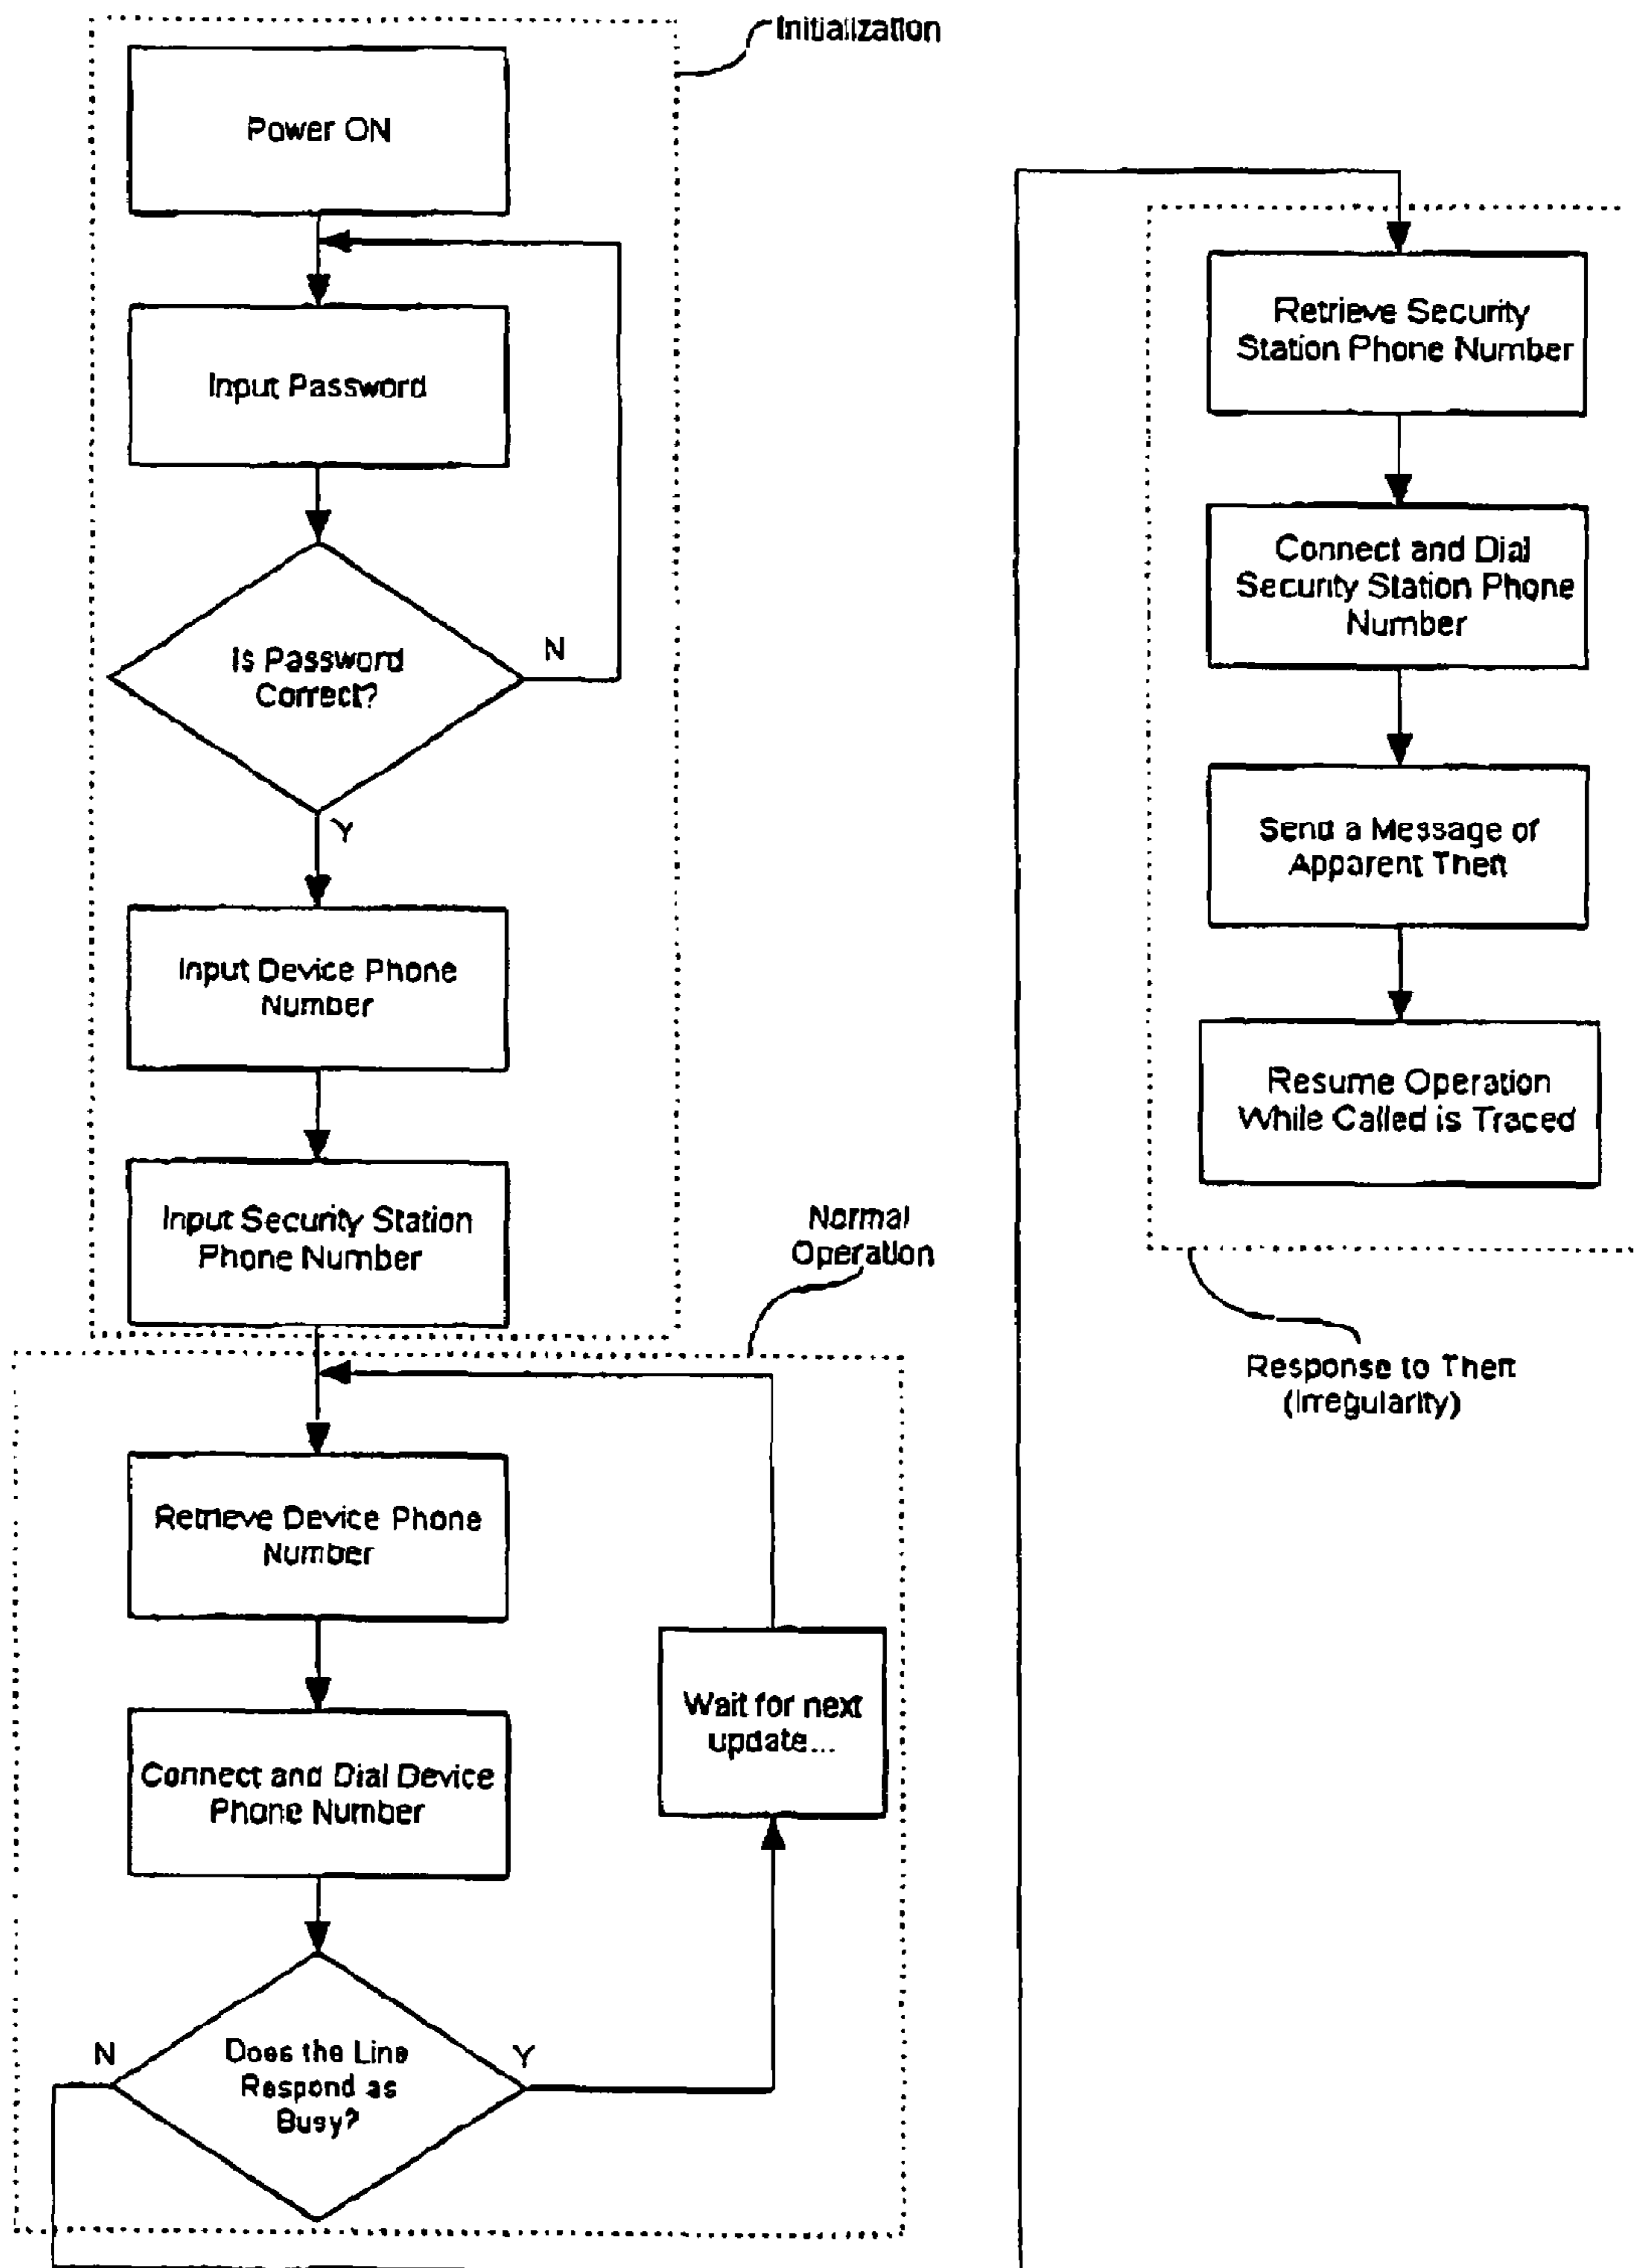 Initialization
Power ON
Input Password
Is Password
Correct?
N
Y
Input Device Phone
Number
Input Security Station
Phone Number
Normal
Operation
Retrieve Device Phone
Number
Connect and Dial Device
Phone Number
Wait for next
update...
Does the Line
Respond as
Busy?
N
Y
Retrieve Security
Station Phone Number
Connect and Dial
Security Station Phone
Number
Send a Message of
Apparent Theft
Resume Operation
While Called is Traced
Response to Theft
(Irregularity)